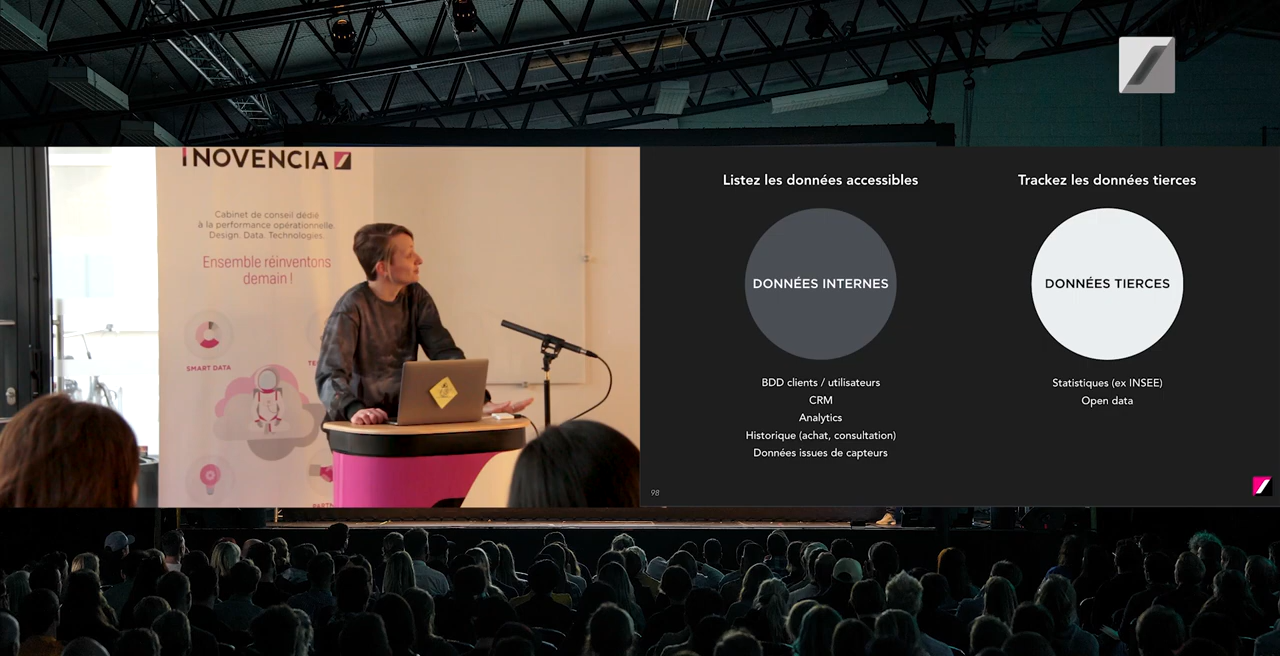 INOVENCIA
Cabinet de conseil dédié
à la performance opérationnelle.
Design. Data. Technologies.
Ensemble réinventons
demain !
SMART DATA
Listez les données accessibles
DONNÉES INTERNES
BDD clients / utilisateurs
CRM
Analytics
Historique (achat, consultation)
Données issues de capteurs
Trackez les données tierces
DONNÉES TIERCES
Statistiques (ex INSEE)
Open data
98